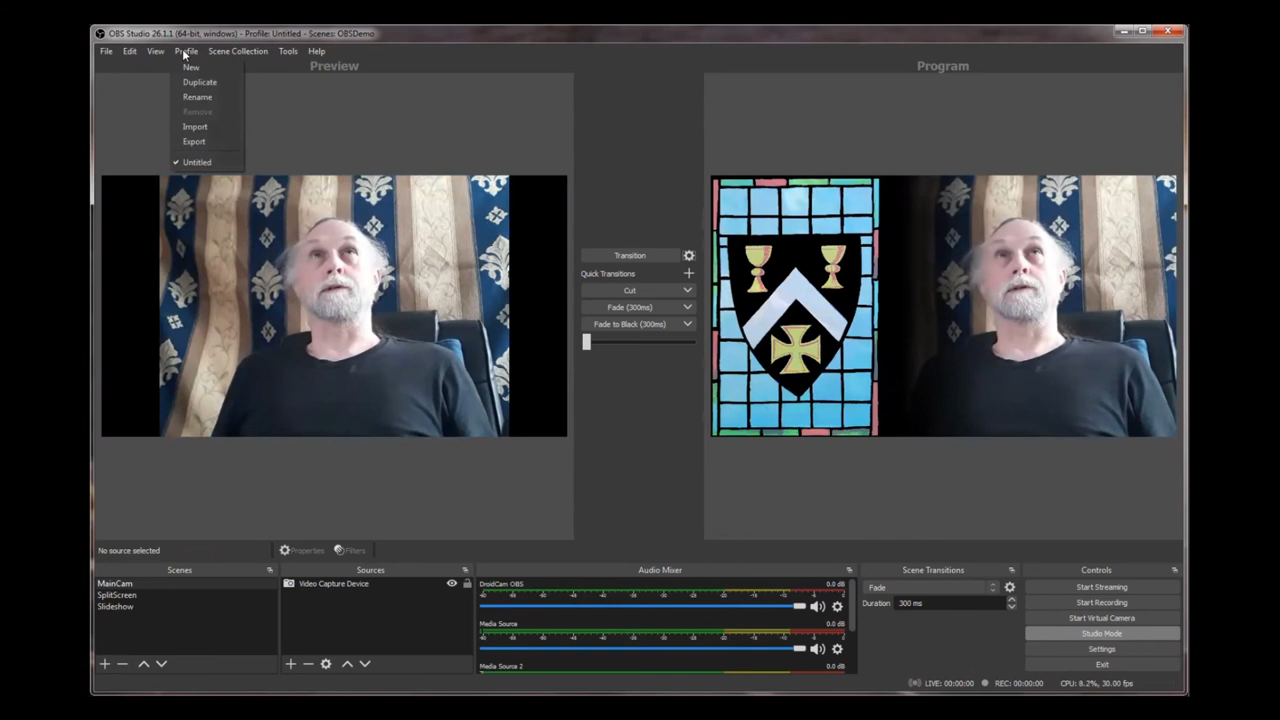 OBS Studio 26.1.1 (64-bit, windows) - Profile: Untitled - Scenes: OBSDemo
File Edit View Profile Scene Collection Tools Help
New
Duplicate
Rename
Remove
Import
Export
Untitled
Preview
Program
Transition
Quick Transitions
Cut
Fade (300ms)
Fade to Black (300ms)
No source selected
Properties
Filters
Scenes
MainCam
SplitScreen
Slideshow
Sources
Video Capture Device
Audio Mixer
DroidCam OBS 0.0 dB
Media Source 0.0 dB
Media Source 2 0.0 dB
Scene Transitions
Fade
Duration 300 ms
Controls
Start Streaming
Start Recording
Start Virtual Camera
Studio Mode
Settings
Exit
LIVE: 00:00:00 REC: 00:00:00 CPU: 8.2%, 30.00 fps